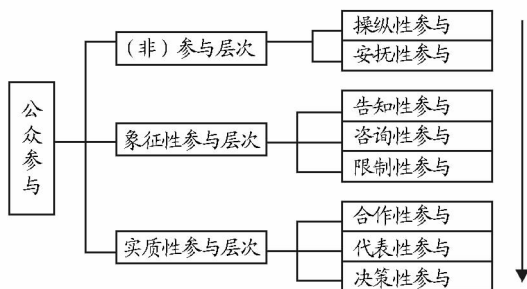 公众参与
（非）参与层次
操纵性参与
安抚性参与
象征性参与层次
告知性参与
咨询性参与
限制性参与
实质性参与层次
合作性参与
代表性参与
决策性参与